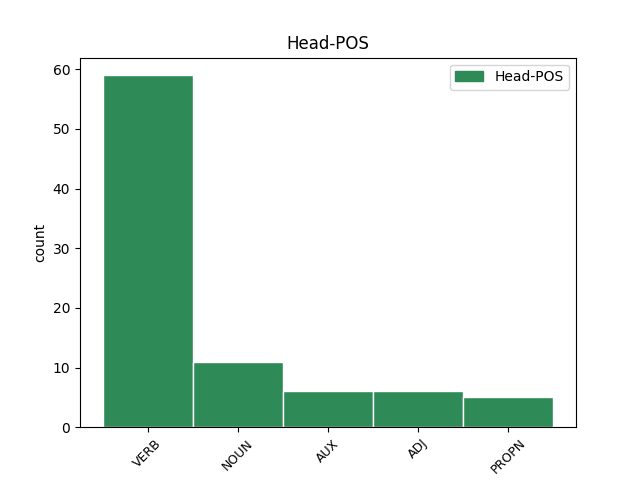 Head-POS
Head-POS
60
50
40
30
20
10
0
count
VERB
NOUN
AUX
ADJ
PROPN